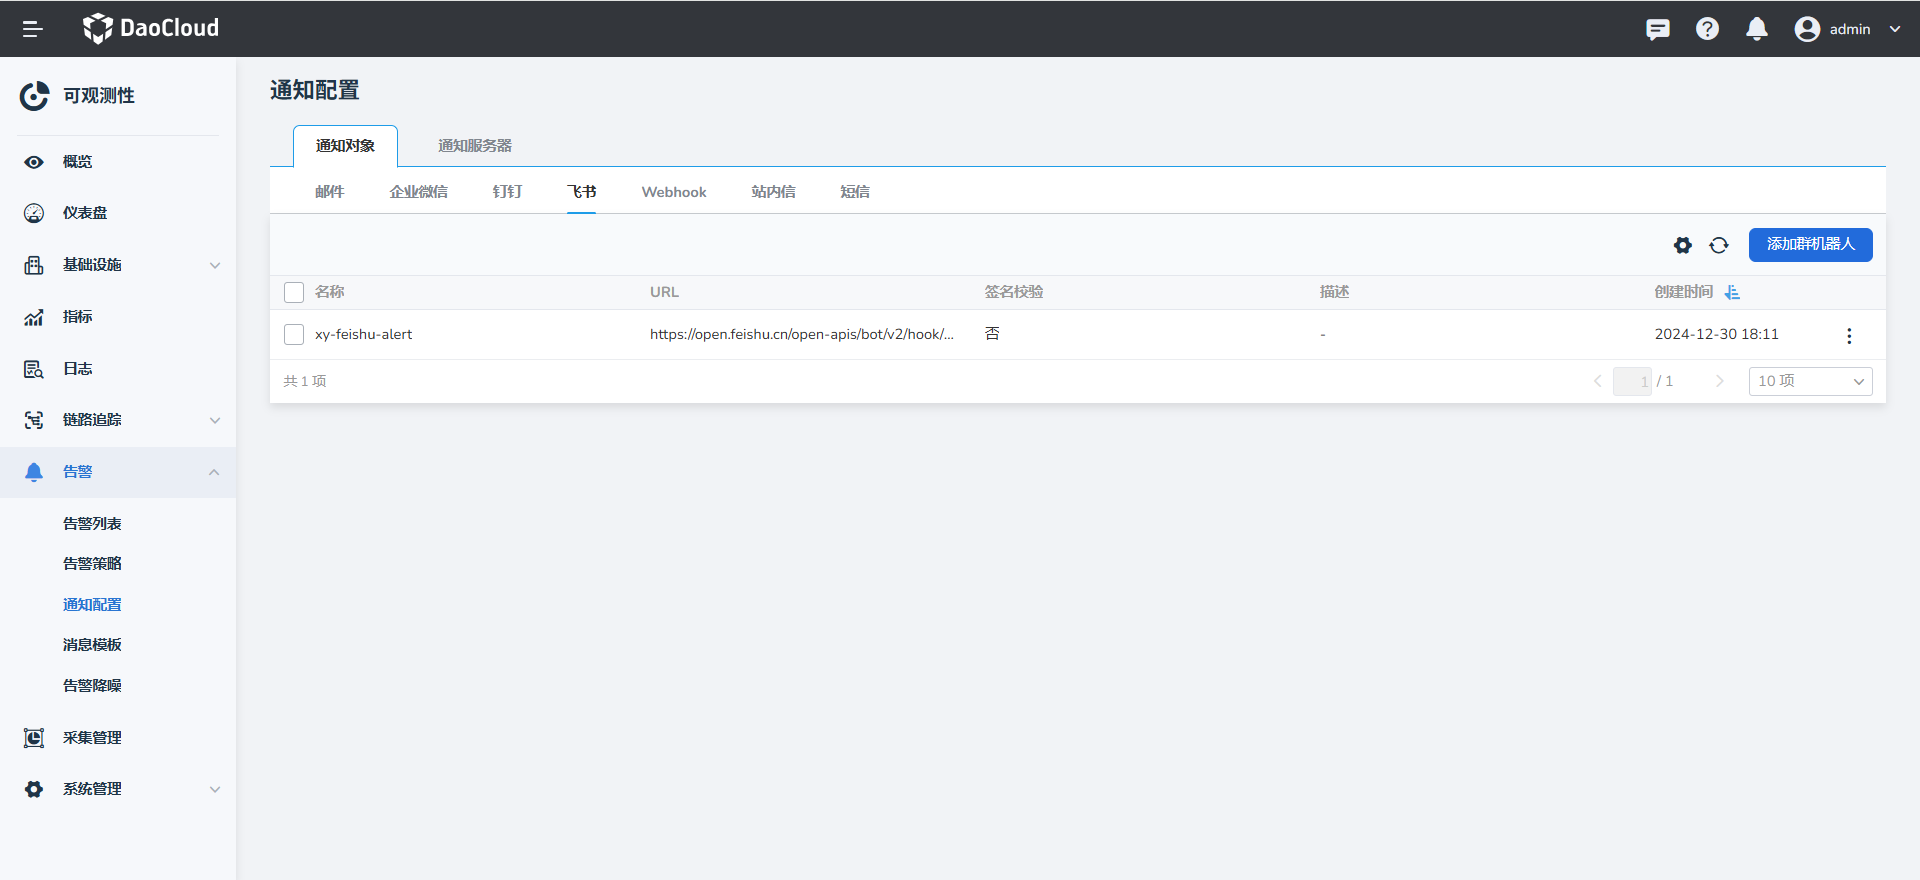 DaoCloud
admin
可观测性
概览
仪表盘
基础设施
指标
日志
链路追踪
告警
告警列表
告警策略
通知配置
消息模板
告警降噪
采集管理
系统管理
通知配置
通知对象 通知服务器
邮件 企业微信 钉钉 飞书 Webhook 站内信 短信
添加群机器人
名称 URL 签名校验 描述 创建时间
xy-feishu-alert https://open.feishu.cn/open-apis/bot/v2/hook/... 否 - 2024-12-30 18:11
共 1 项 1 / 1 10 项